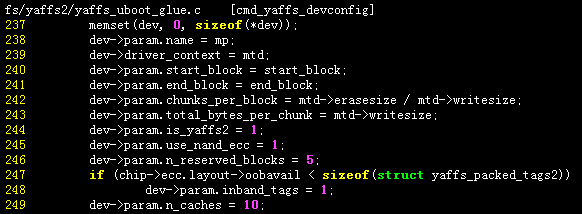 fs/yaffs2/yaffs_uboot_glue.c    [cmd_yaffs_devconfig]
237         memset(dev, 0, sizeof(*dev));
238         dev->param.name = mp;
239         dev->driver_context = mtd;
240         dev->param.start_block = start_block;
241         dev->param.end_block = end_block;
242         dev->param.chunks_per_block = mtd->erasesize / mtd->writesize;
243         dev->param.total_bytes_per_chunk = mtd->writesize;
244         dev->param.is_yaffs2 = 1;
245         dev->param.use_nand_ecc = 1;
246         dev->param.n_reserved_blocks = 5;
247         if (chip->ecc.layout->oobavail < sizeof(struct yaffs_packed_tags2))
248                 dev->param.inband_tags = 1;
249         dev->param.n_caches = 10;